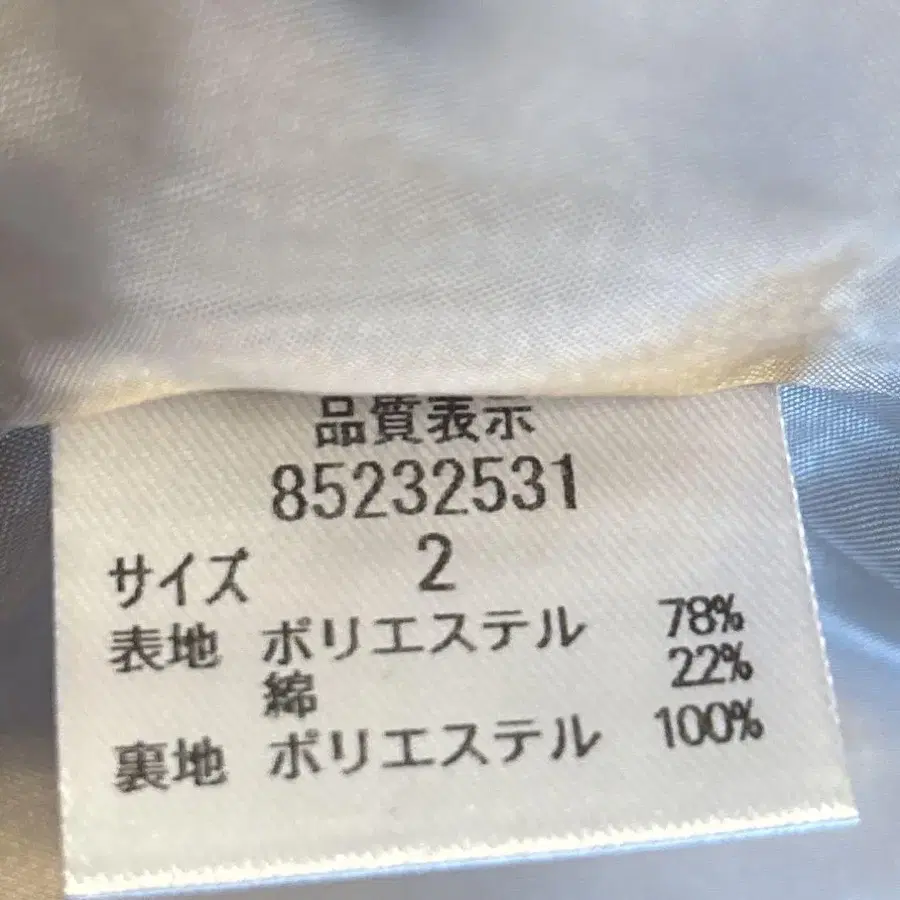 品質表示
85232531
サイズ 2
表地 ポリエステル 78%
綿 22%
裏地 ポリエステル 100%